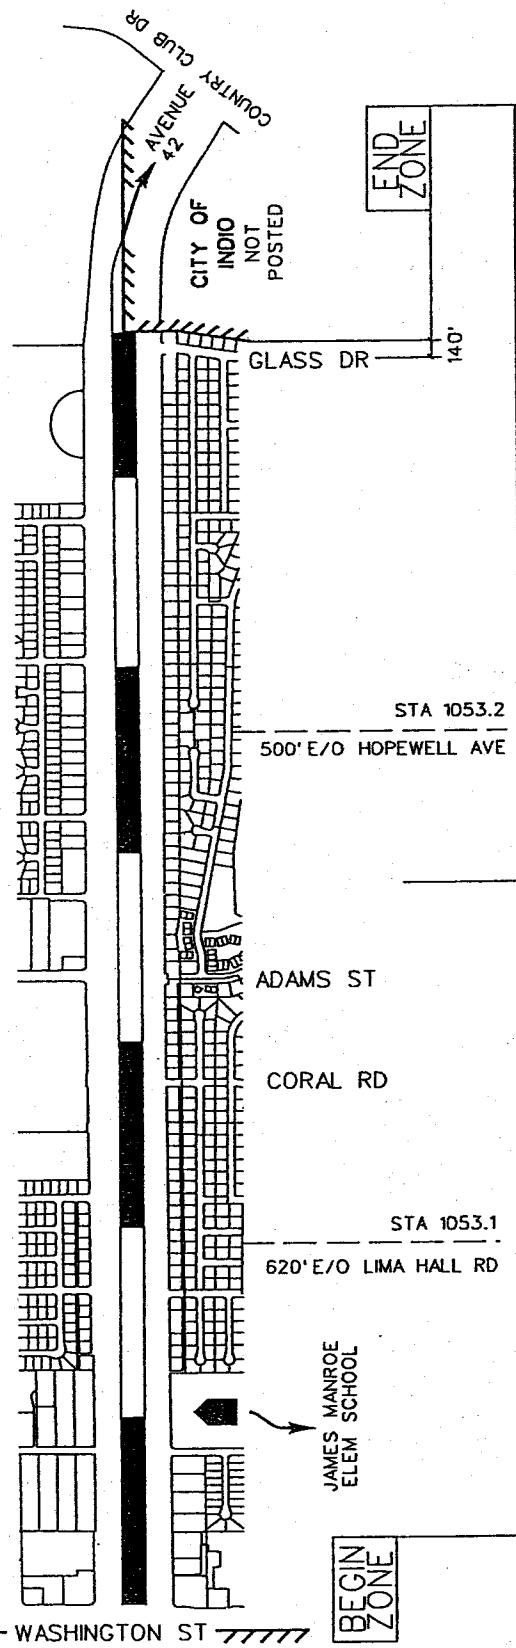 COUNTRY CLUB DR
AVENUE
42
END
ZONE
CITY OF
INDIO
NOT
POSTED
GLASS DR
140'
STA 1053.2
500' E/O HOPEWELL AVE
ADAMS ST
CORAL RD
STA 1053.1
620' E/O LIMA HALL RD
JAMES MANROE
ELEM SCHOOL
BEGIN
ZONE
WASHINGTON ST